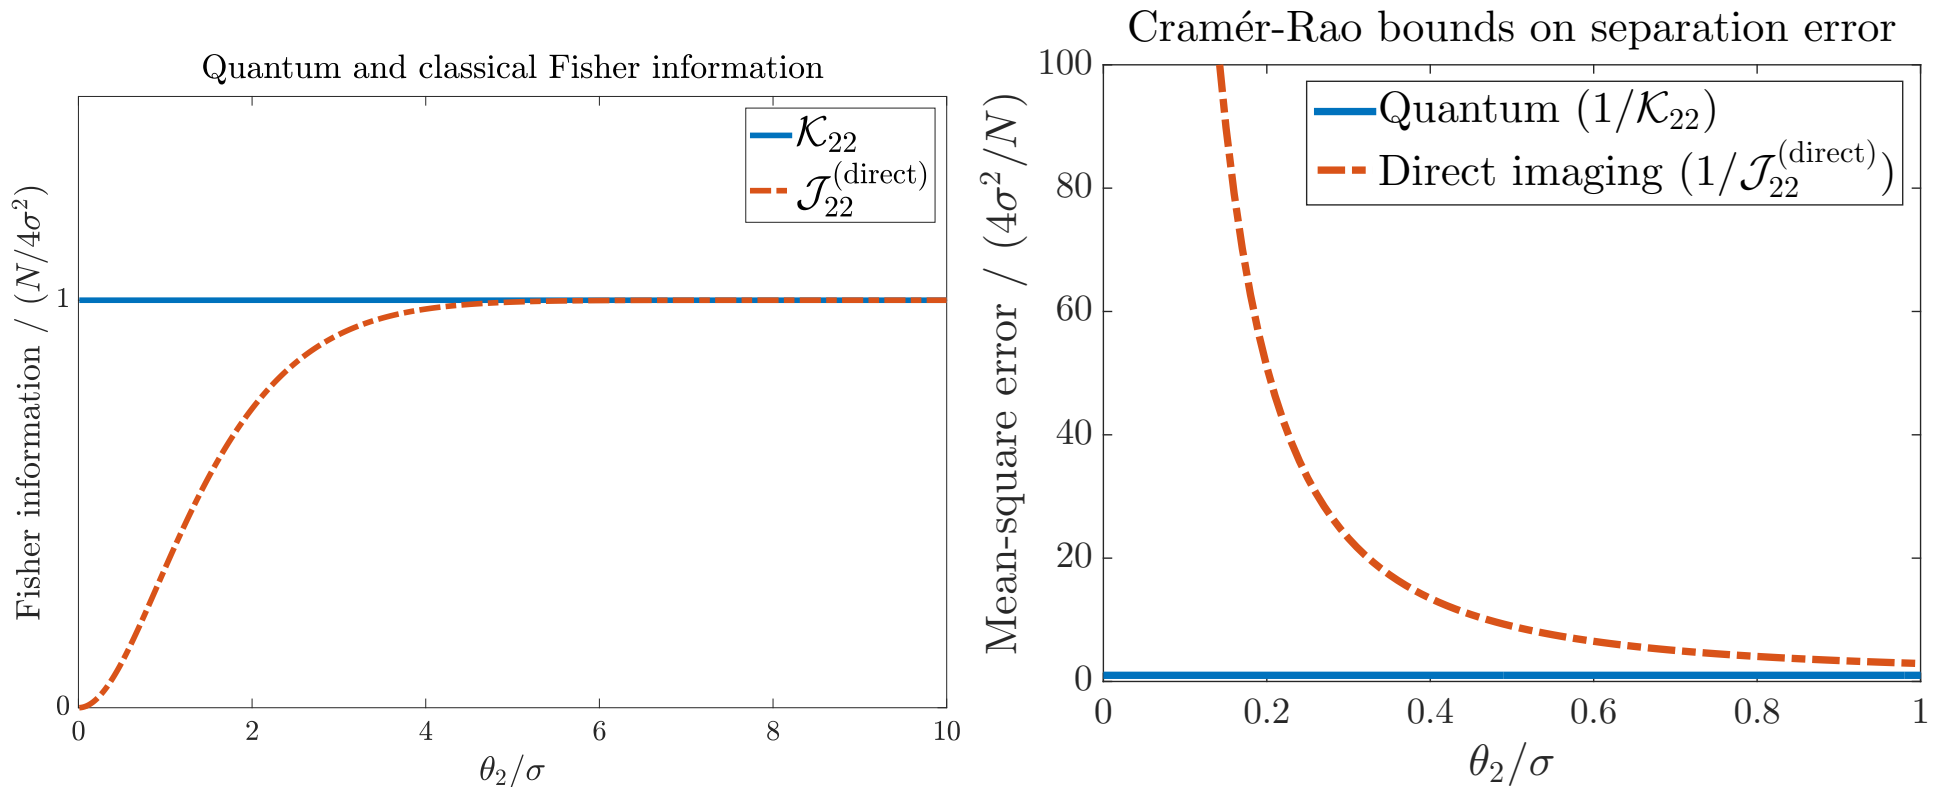 Quantum and classical Fisher information
Fisher information / (N/4σ²)
1
0
𝒦₂₂
𝒥₂₂^(direct)
0 2 4 6 8 10
θ₂/σ
Cramér-Rao bounds on separation error
Mean-square error / (4σ²/N)
100
80
60
40
20
0
Quantum (1/𝒦₂₂)
Direct imaging (1/𝒥₂₂^(direct))
0 0.2 0.4 0.6 0.8 1
θ₂/σ